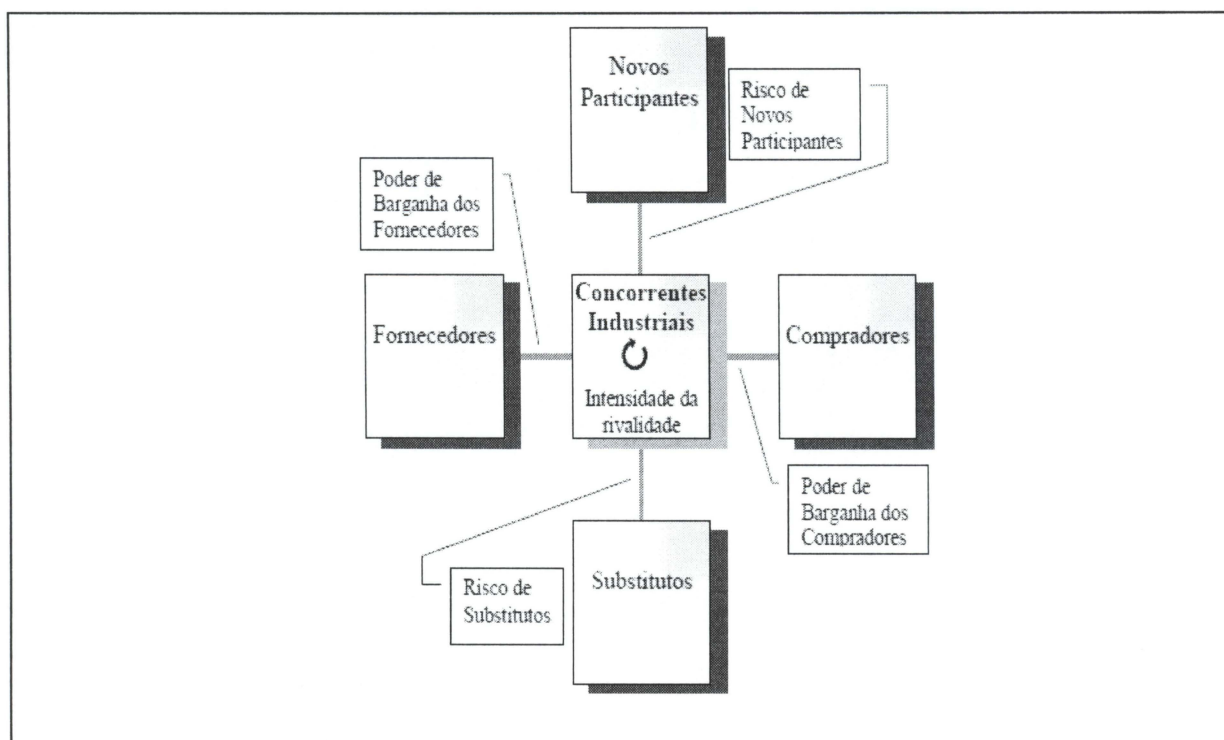 Novos
Participantes
Risco de
Novos
Participantes
Poder de
Barganha dos
Fornecedores
Fornecedores
Concorrentes
Industriais
Intensidade da
rivalidade
Compradores
Poder de
Barganha dos
Compradores
Risco de
Substitutos
Substitutos